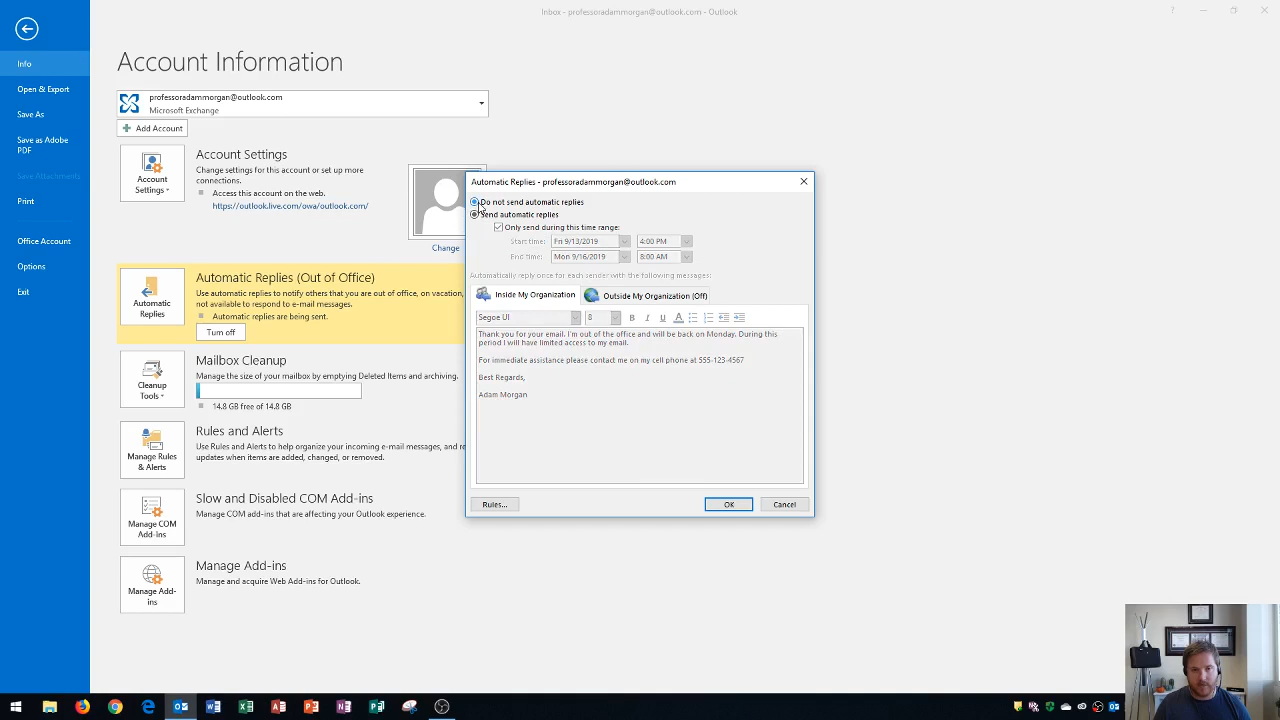 Inbox - professoradammorgan@outlook.com - Outlook
?
Info
Open & Export
Save As
Save as Adobe
PDF
Save Attachments
Print
Office Account
Options
Exit
Account Information
professoradammorgan@outlook.com
Microsoft Exchange
Add Account
Account
Settings
Account Settings
Change settings for this account or set up more
connections.
Access this account on the web.
https://outlook.live.com/owa/outlook.com/
Change
Automatic
Replies
Automatic Replies (Out of Office)
Use automatic replies to notify others that you are out of office, on vacation,
not available to respond to e-mail messages.
Automatic replies are being sent.
Turn off
Cleanup
Tools
Mailbox Cleanup
Manage the size of your mailbox by emptying Deleted Items and archiving.
14.8 GB free of 14.8 GB
Manage Rules
& Alerts
Rules and Alerts
Use Rules and Alerts to help organize your incoming e-mail messages, and re
updates when items are added, changed, or removed.
Manage COM
Add-ins
Slow and Disabled COM Add-ins
Manage COM add-ins that are affecting your Outlook experience.
Manage Add-
ins
Manage Add-ins
Manage and acquire Web Add-ins for Outlook.
Automatic Replies - professoradammorgan@outlook.com
Do not send automatic replies
Send automatic replies
Only send during this time range:
Start time: Fri 9/13/2019 4:00 PM
End time: Mon 9/16/2019 8:00 AM
Automatically reply once for each sender with the following messages:
Inside My Organization Outside My Organization (Off)
Segoe UI 8 B I U A
Thank you for your email. I'm out of the office and will be back on Monday. During this
period I will have limited access to my email.
For immediate assistance please contact me on my cell phone at 555-123-4567
Best Regards,
Adam Morgan
Rules... OK Cancel